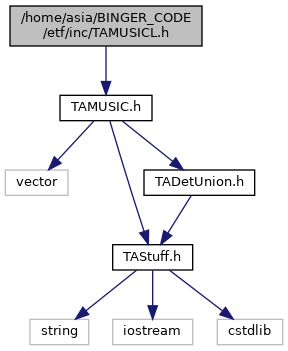 /home/asia/BINGER_CODE
/etf/inc/TAMUSICL.h
TAMUSIC.h
vector
TADetUnion.h
TAStuff.h
string
iostream
cstdlib